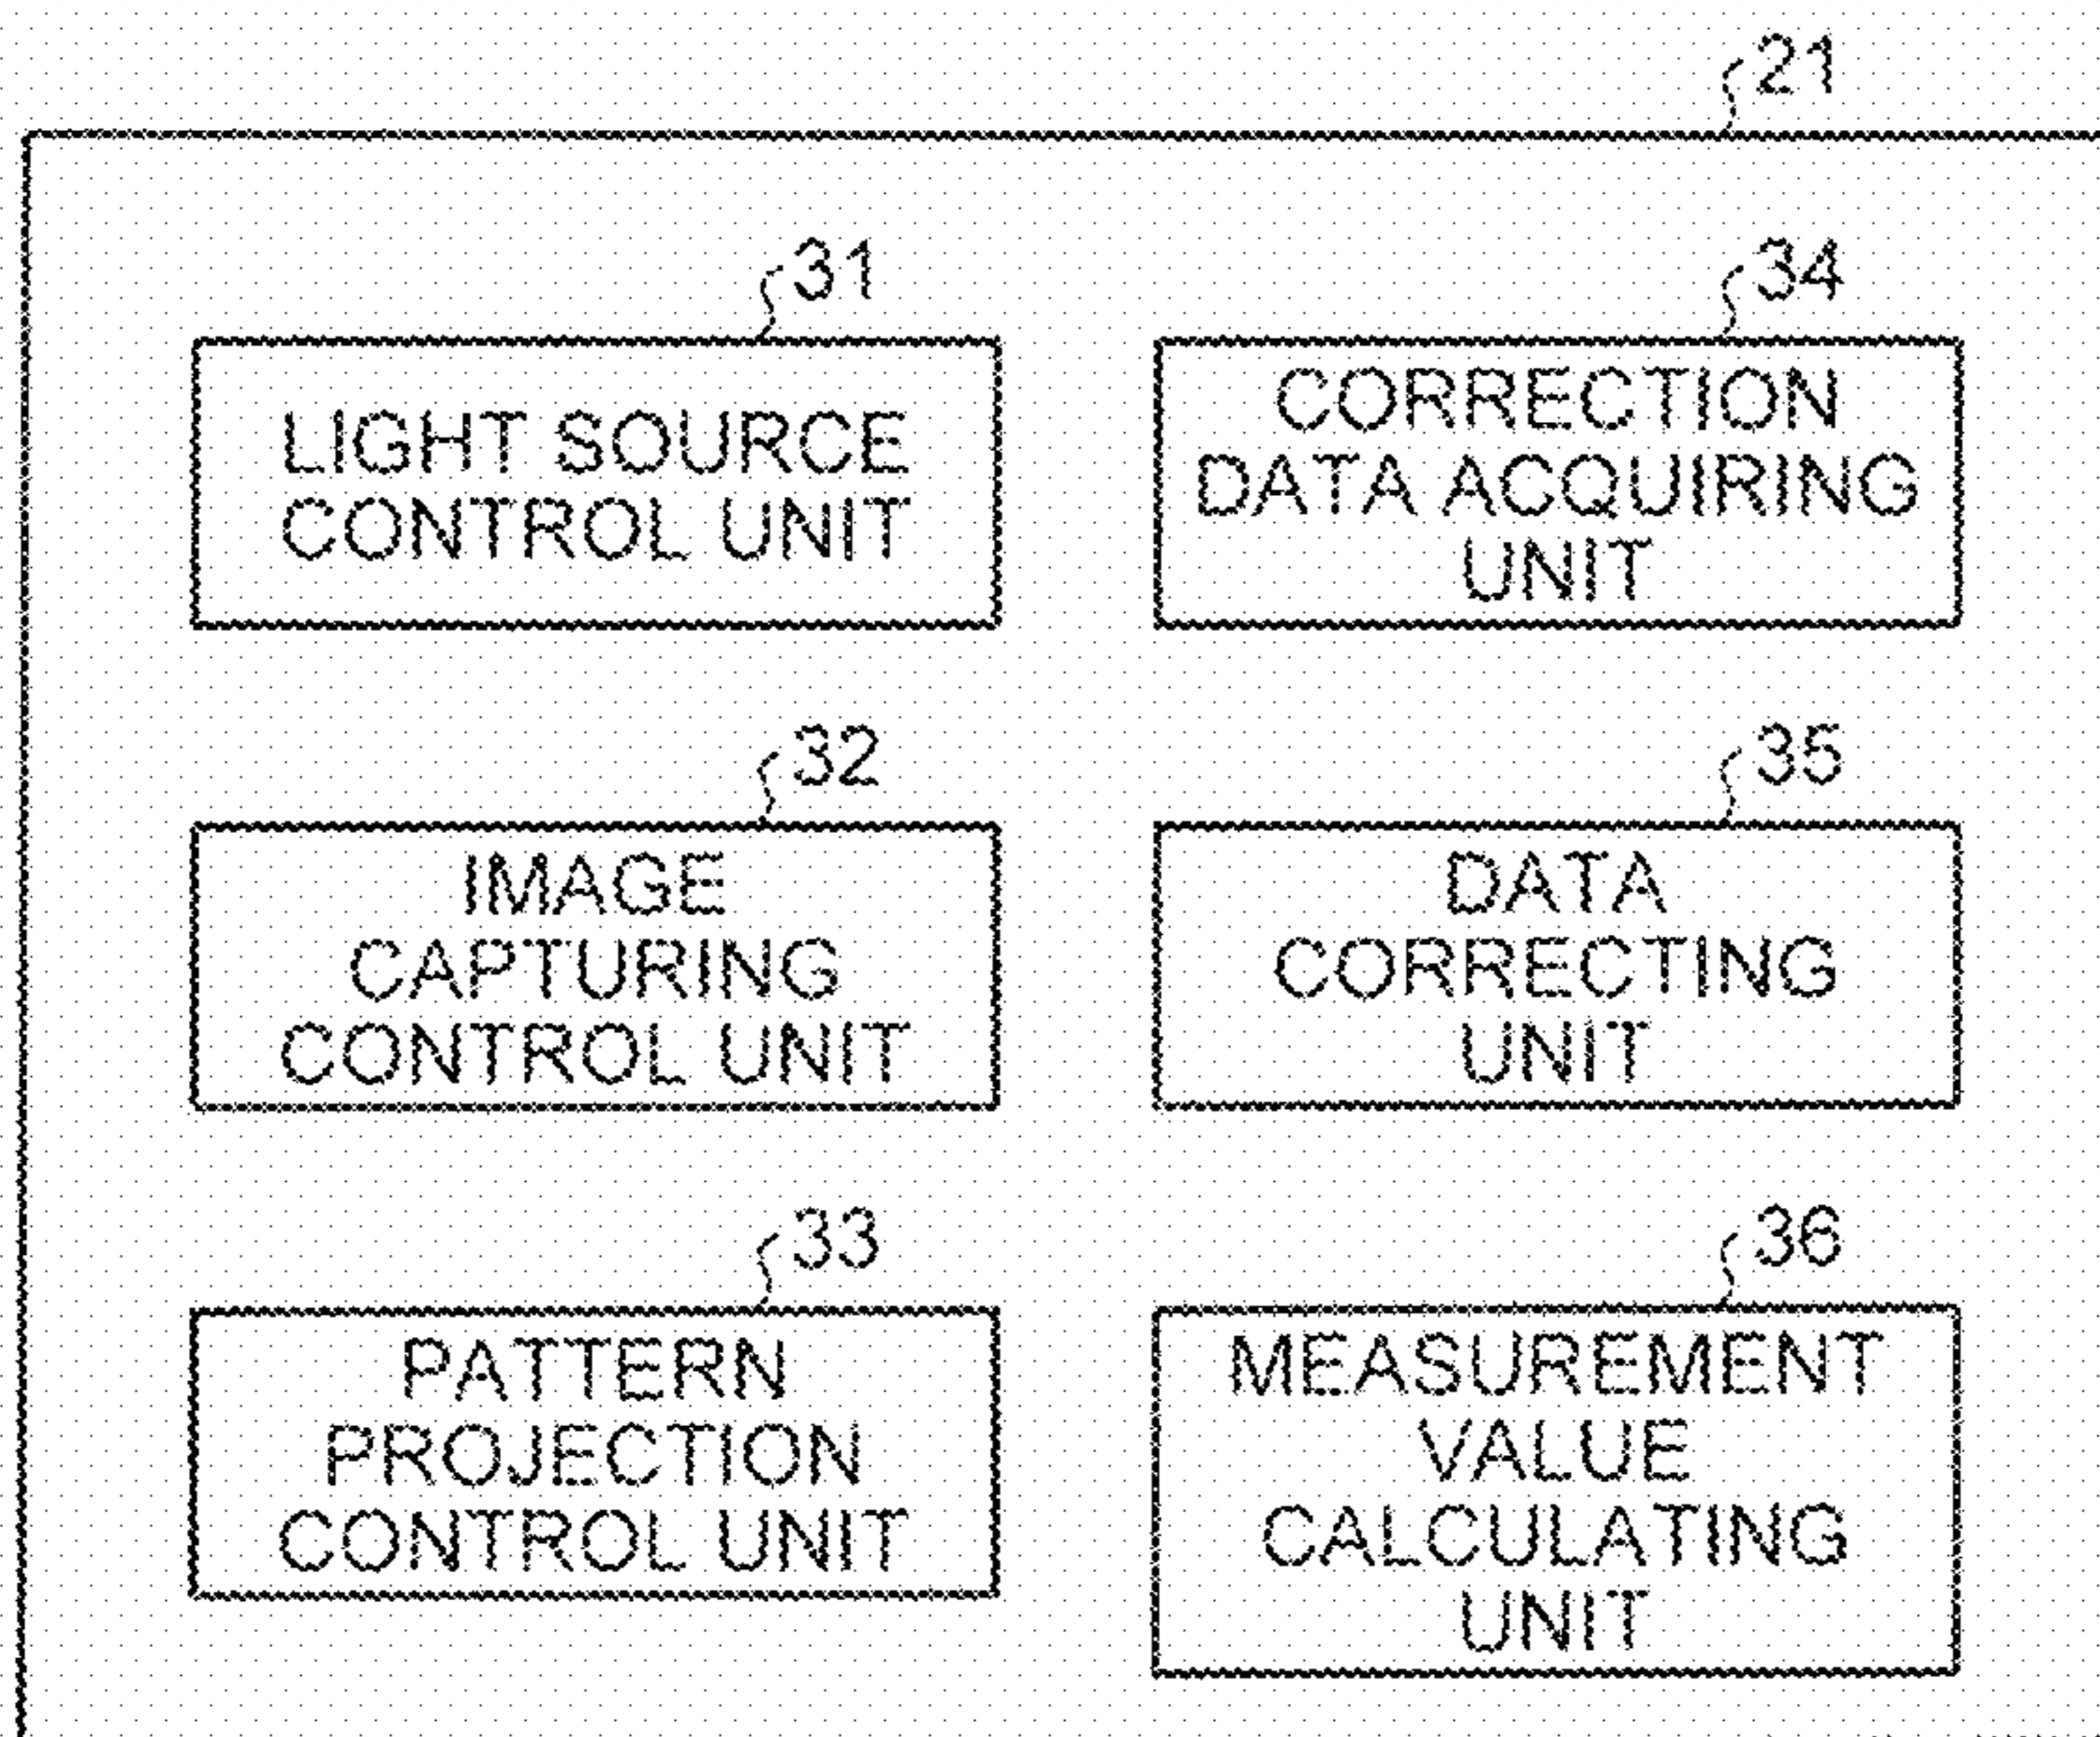 21
31
LIGHT SOURCE
CONTROL UNIT
34
CORRECTION
DATA ACQUIRING
UNIT
32
IMAGE
CAPTURING
CONTROL UNIT
35
DATA
CORRECTING
UNIT
33
PATTERN
PROJECTION
CONTROL UNIT
36
MEASUREMENT
VALUE
CALCULATING
UNIT